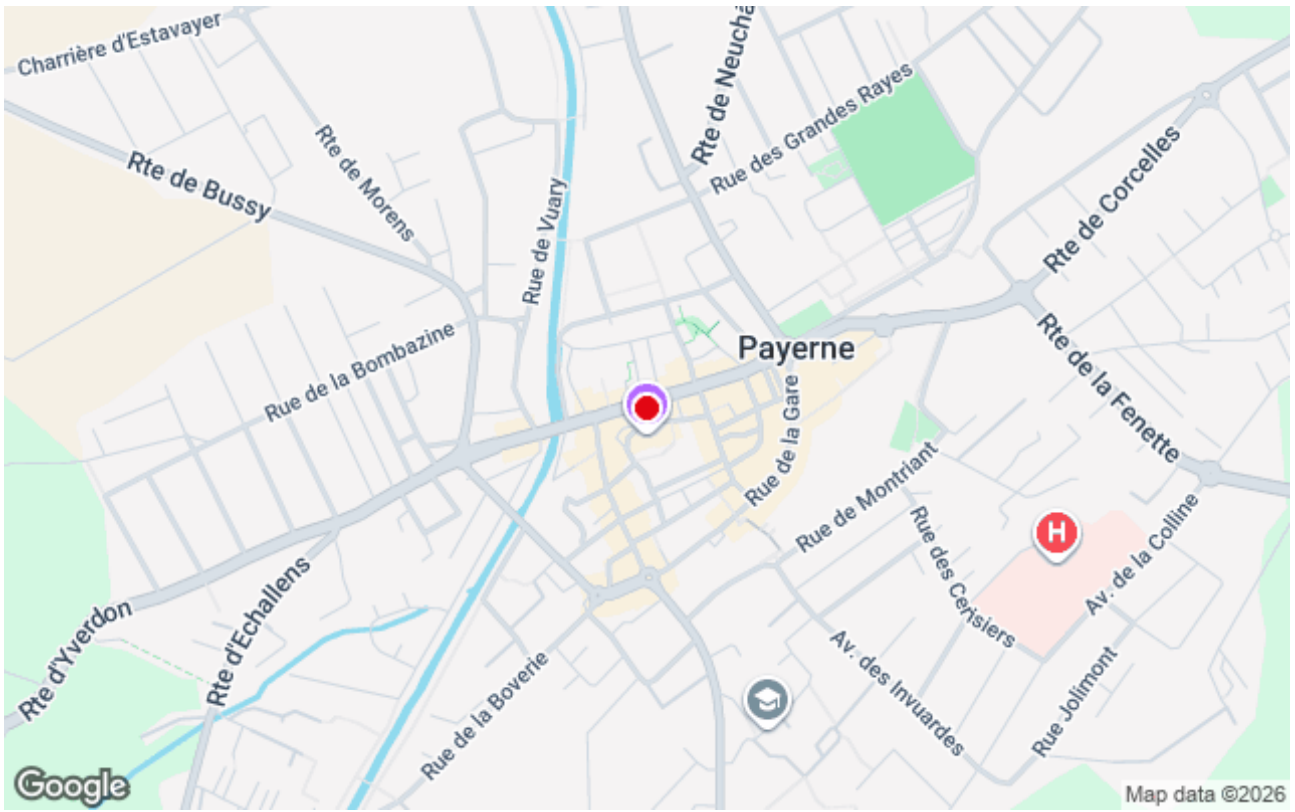 Charrière d'Estavayer
Rte de Neuchâ
Rue des Grandes Rayes
Rte de Morens
Rte de Bussy
Rue de Vuary
Rte de Corcelles
Rue de la Bombazine
Payerne
Rte de la Fenette
Rue de la Gare
Rue de Montriant
H
Rue des Cerisiers
Av. de la Colline
Rte d'Yverdon
Rte d'Echallens
Rue de la Boverie
Av. des Invuardes
Rue Jolimont
Google
Map data ©2026